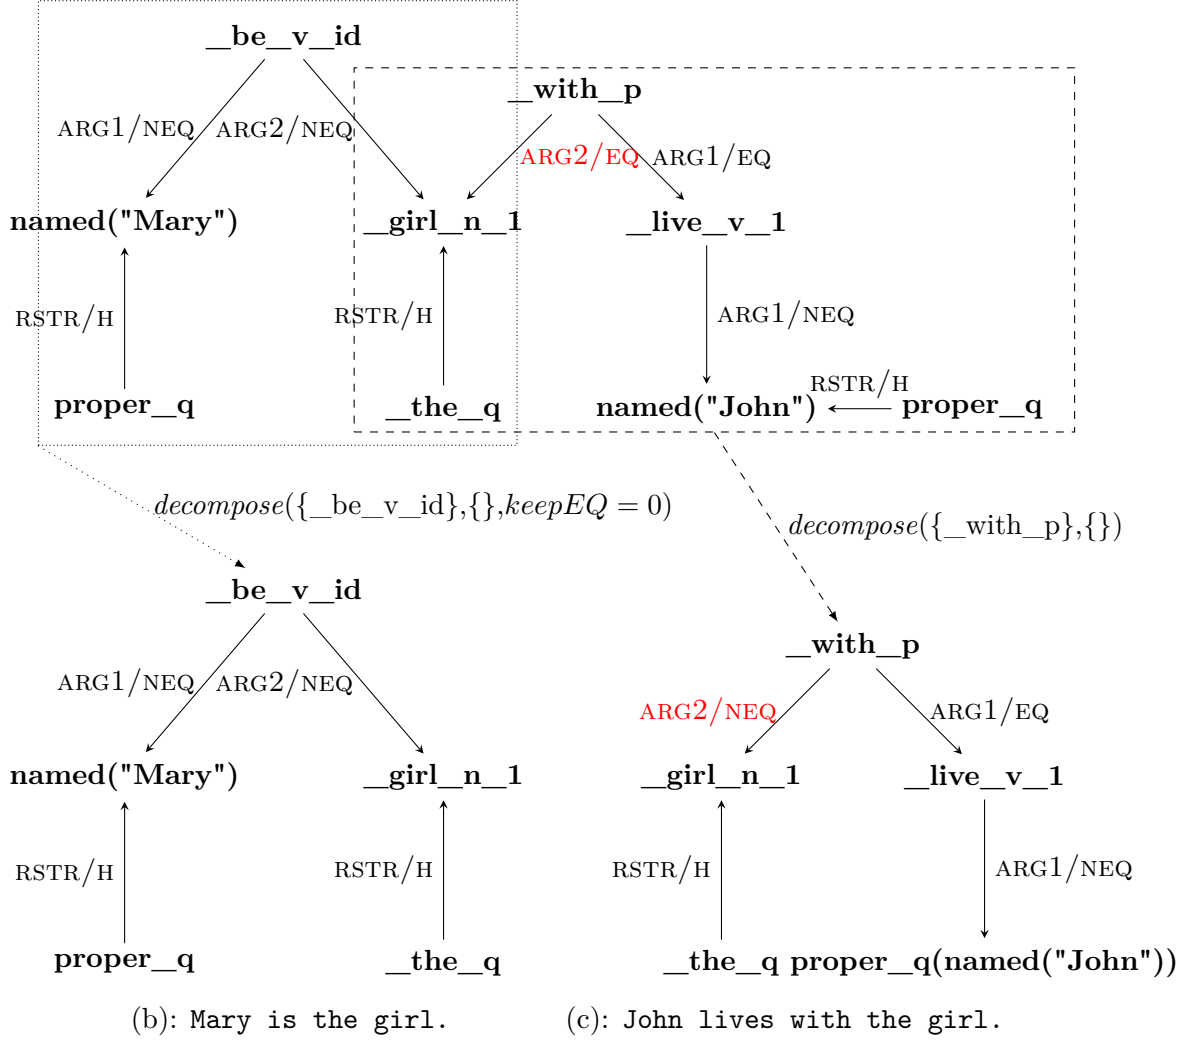 _be_v_id
_with_p
ARG1/NEQ ARG2/NEQ
ARG2/EQ ARG1/EQ
named("Mary") _girl_n_1 _live_v_1
RSTR/H RSTR/H ARG1/NEQ
RSTR/H
proper_q _the_q named("John") proper_q
decompose({_be_v_id},{},keepEQ = 0)
decompose({_with_p},{})
_be_v_id
_with_p
ARG1/NEQ ARG2/NEQ ARG2/NEQ ARG1/EQ
named("Mary") _girl_n_1 _girl_n_1 _live_v_1
RSTR/H RSTR/H RSTR/H ARG1/NEQ
proper_q _the_q _the_q proper_q(named("John"))
(b): Mary is the girl. (c): John lives with the girl.